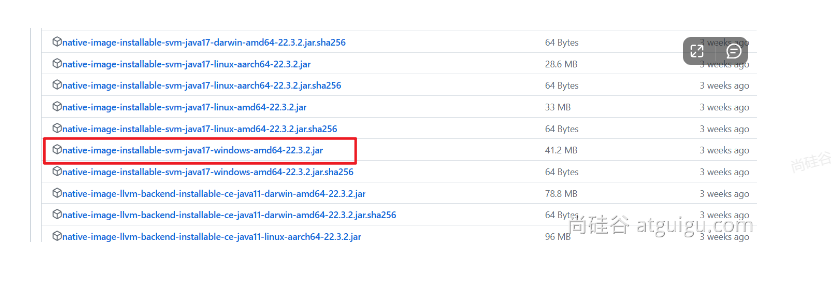 native-image-installable-svm-java17-darwin-amd64-22.3.2.jar.sha256 64 Bytes 3 weeks ago
native-image-installable-svm-java17-linux-aarch64-22.3.2.jar 28.6 MB 3 weeks ago
native-image-installable-svm-java17-linux-aarch64-22.3.2.jar.sha256 64 Bytes 3 weeks ago
native-image-installable-svm-java17-linux-amd64-22.3.2.jar 33 MB 3 weeks ago
native-image-installable-svm-java17-linux-amd64-22.3.2.jar.sha256 64 Bytes 3 weeks ago
native-image-installable-svm-java17-windows-amd64-22.3.2.jar 41.2 MB 3 weeks ago
尚硅谷
native-image-installable-svm-java17-windows-amd64-22.3.2.jar.sha256 64 Bytes 3 weeks ago
native-image-llvm-backend-installable-ce-java11-darwin-amd64-22.3.2.jar 78.8 MB 3 weeks ago
native-image-llvm-backend-installable-ce-java11-darwin-amd64-22.3.2.jar.sha256 64 Bytes 3 weeks ago
尚硅谷 atguigu.com
native-image-llvm-backend-installable-ce-java11-linux-aarch64-22.3.2.jar 96 MB 3 weeks ago